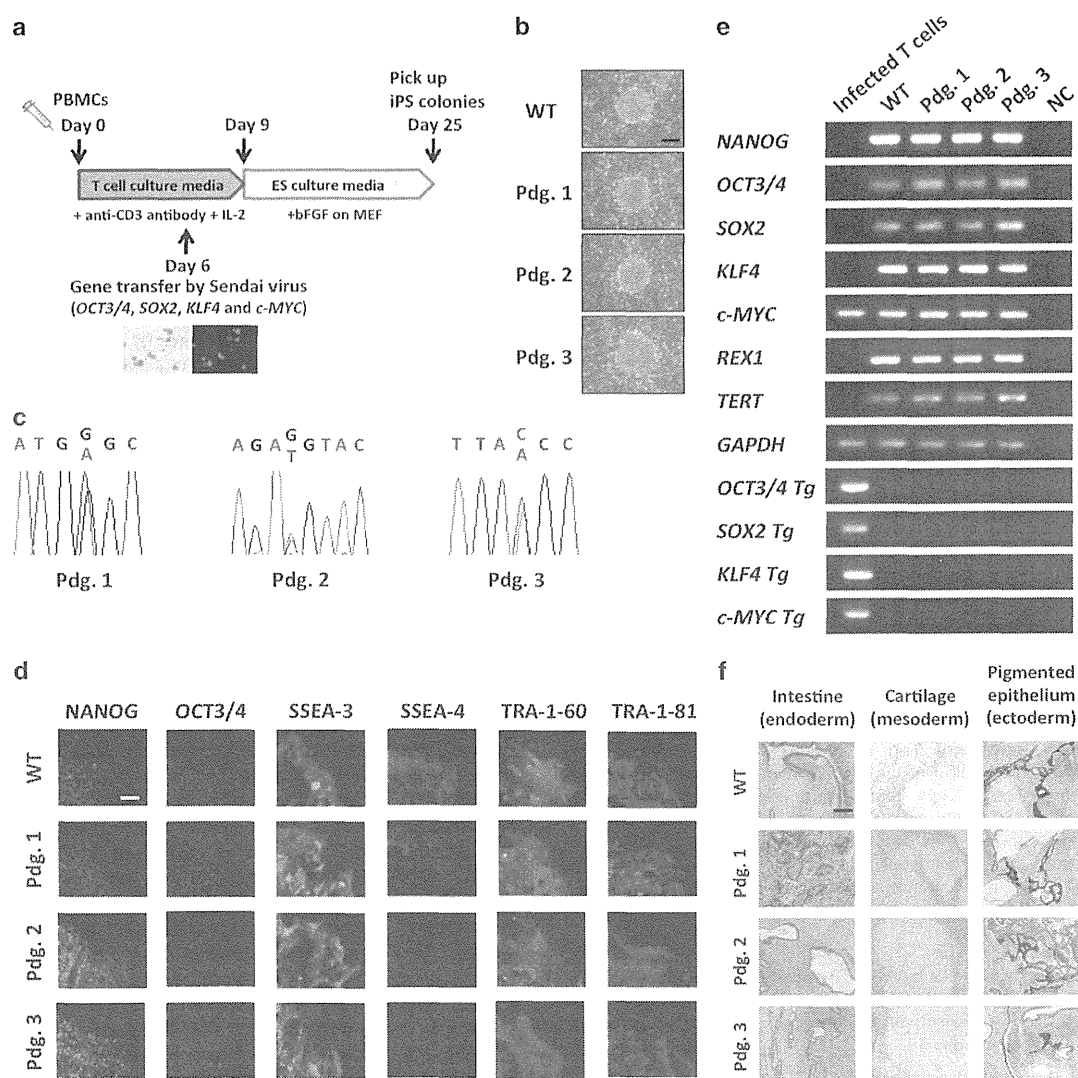 a
PBMCs
Day 0
Day 9
Pick up
iPS colonies
Day 25
T cell culture media
ES culture media
+ anti-CD3 antibody + IL-2
+bFGF on MEF
Day 6
Gene transfer by Sendai virus
(OCT3/4, SOX2, KLF4 and c-MYC)
b
WT
Pdg. 1
Pdg. 2
Pdg. 3
c
A T G G G C
A
Pdg. 1
A G A G G T A C
T
Pdg. 2
T T A C C C
A
Pdg. 3
d
NANOG OCT3/4 SSEA-3 SSEA-4 TRA-1-60 TRA-1-81
WT
Pdg. 1
Pdg. 2
Pdg. 3
e
Infected T cells WT Pdg. 1 Pdg. 2 Pdg. 3 NC
NANOG
OCT3/4
SOX2
KLF4
c-MYC
REX1
TERT
GAPDH
OCT3/4 Tg
SOX2 Tg
KLF4 Tg
c-MYC Tg
f
Intestine
(endoderm)
Cartilage
(mesoderm)
Pigmented
epithelium
(ectoderm)
WT
Pdg. 1
Pdg. 2
Pdg. 3